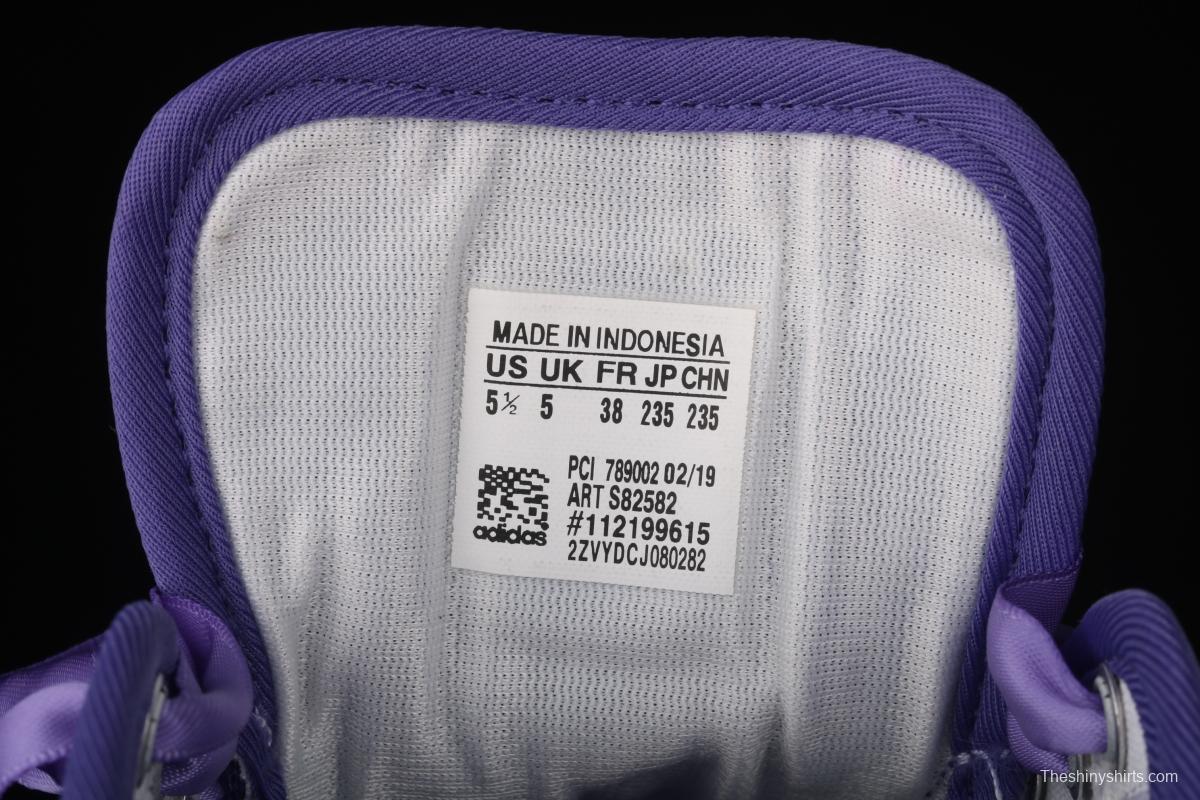 MADE IN INDONESIA
US UK FR JP CHN
5½ 5 38 235 235
PCI 789002 02/19
ART S82582
#112199615
2ZVYDCJ080282
adidas
Theshinyshirts.com